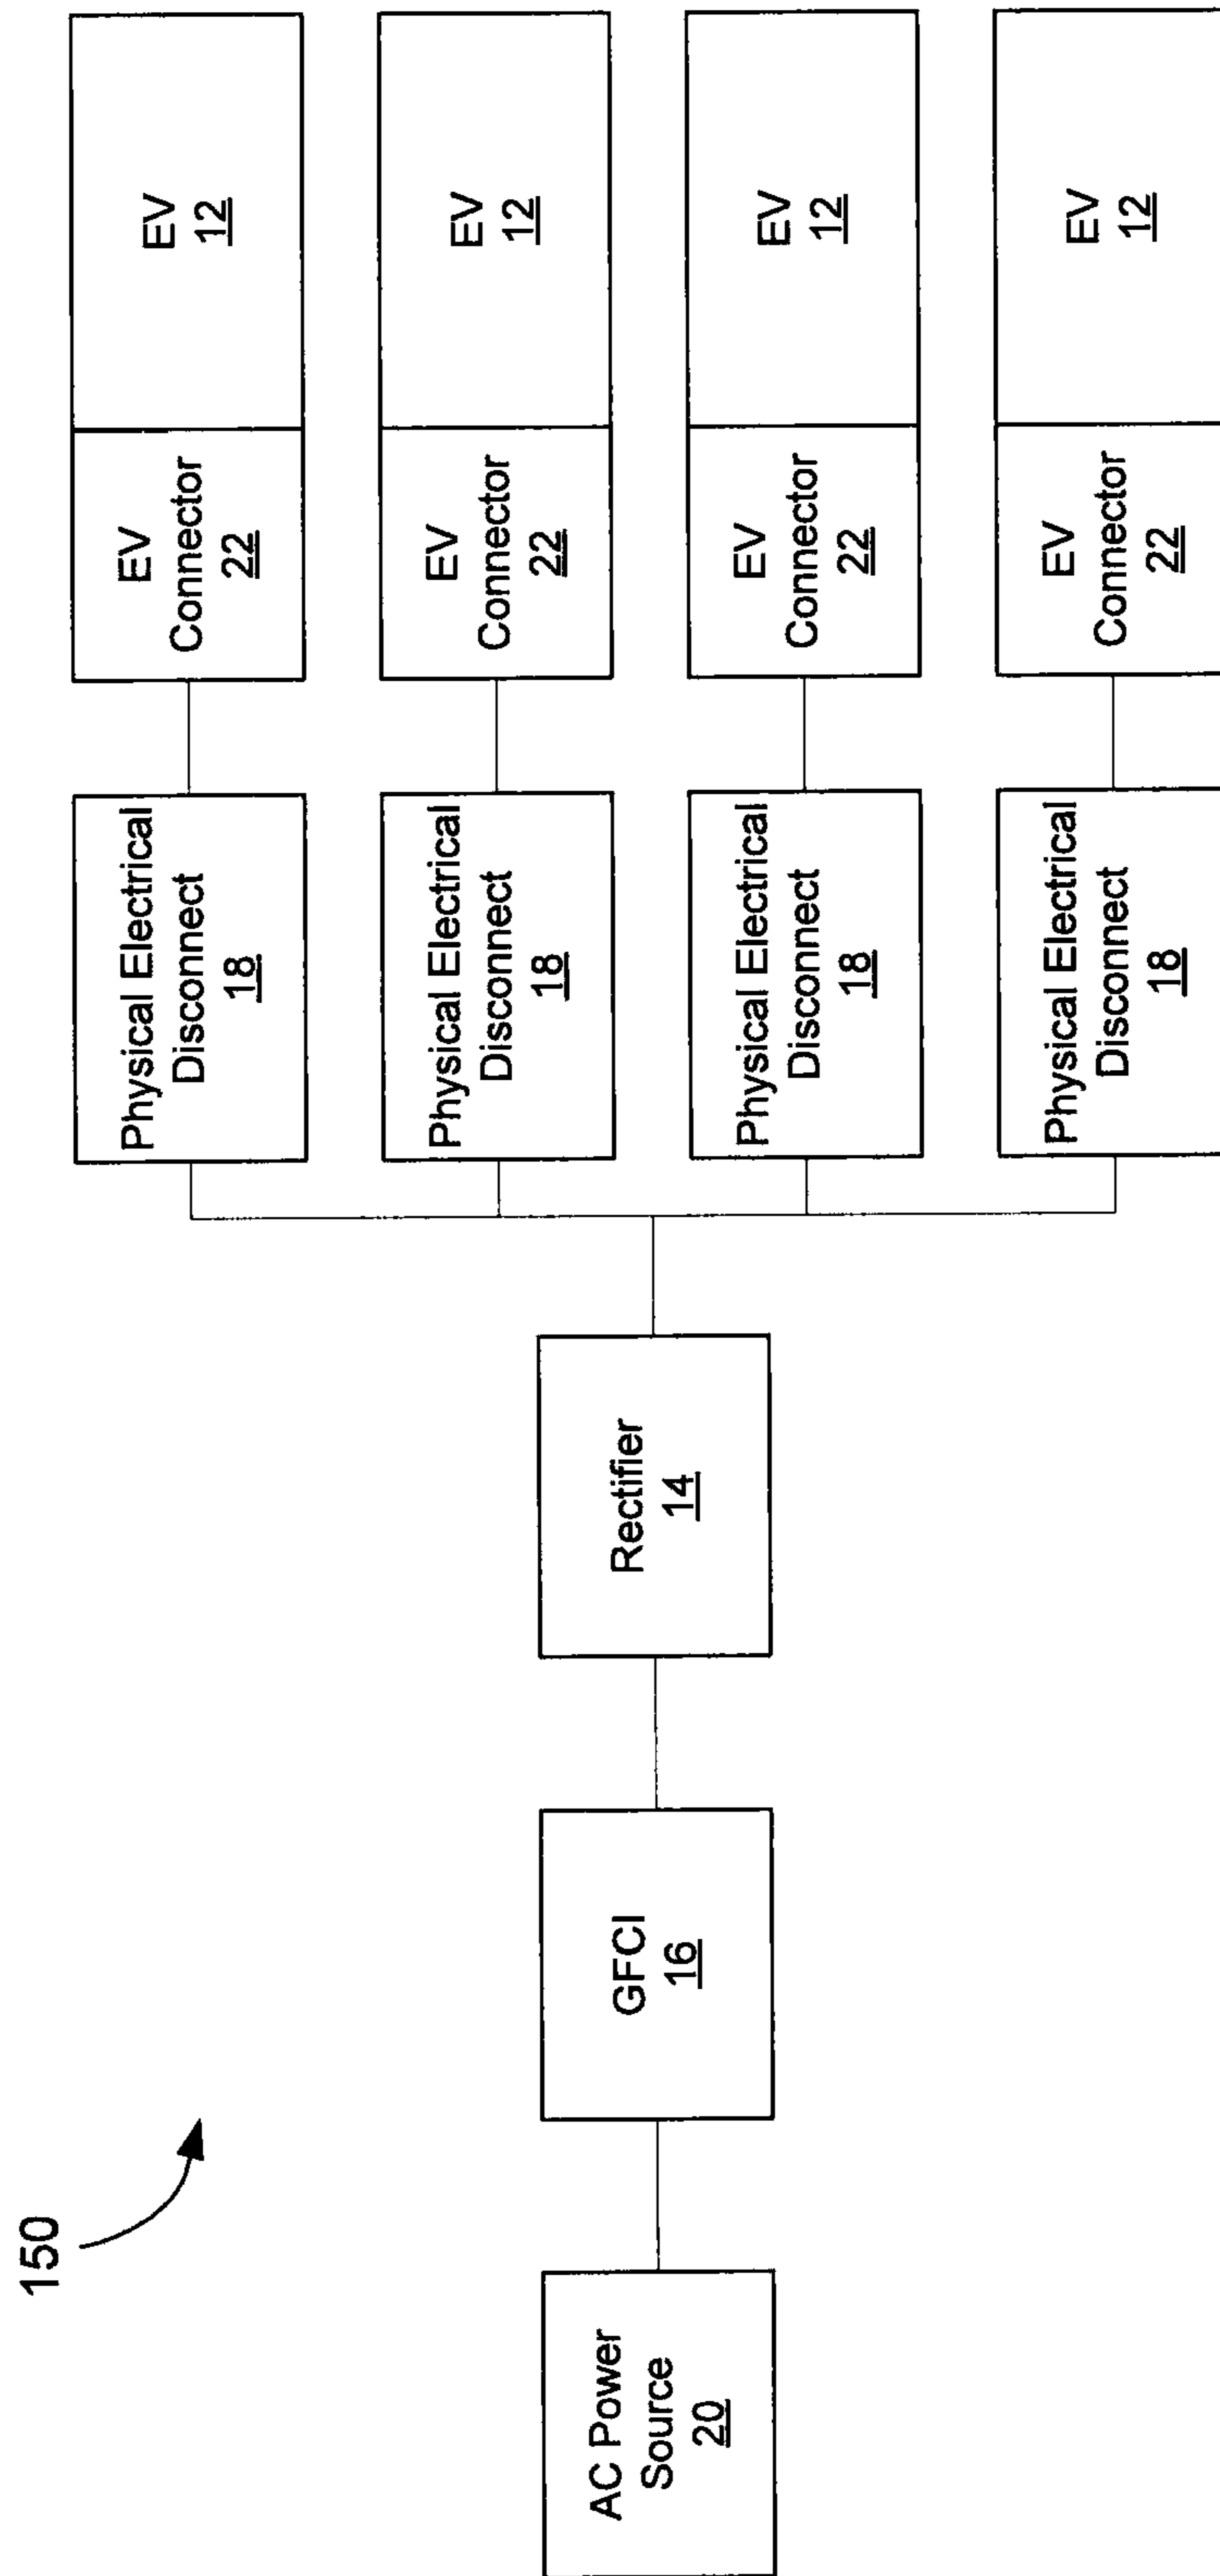 150
AC Power
Source
20
GFCI
16
Rectifier
14
Physical Electrical
Disconnect
18
EV
Connector
22
EV
12
Physical Electrical
Disconnect
18
EV
Connector
22
EV
12
Physical Electrical
Disconnect
18
EV
Connector
22
EV
12
Physical Electrical
Disconnect
18
EV
Connector
22
EV
12